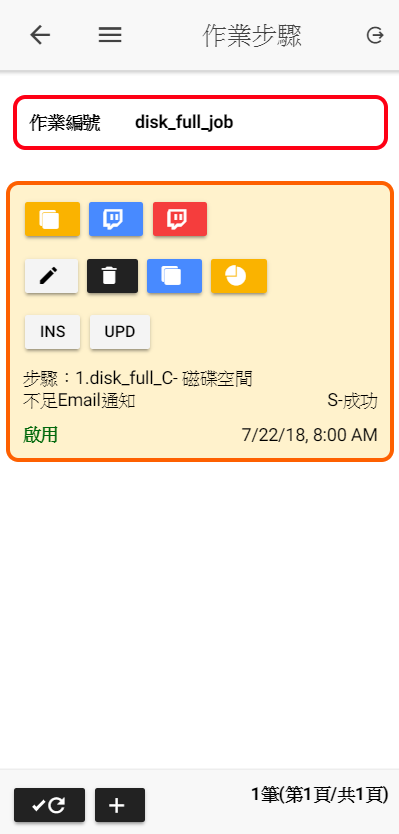 作業步驟
作業編號 disk_full_job
INS UPD
步驟：1.disk_full_C- 磁碟空間
不足Email通知 S-成功
啟用 7/22/18, 8:00 AM
1筆(第1頁/共1頁)